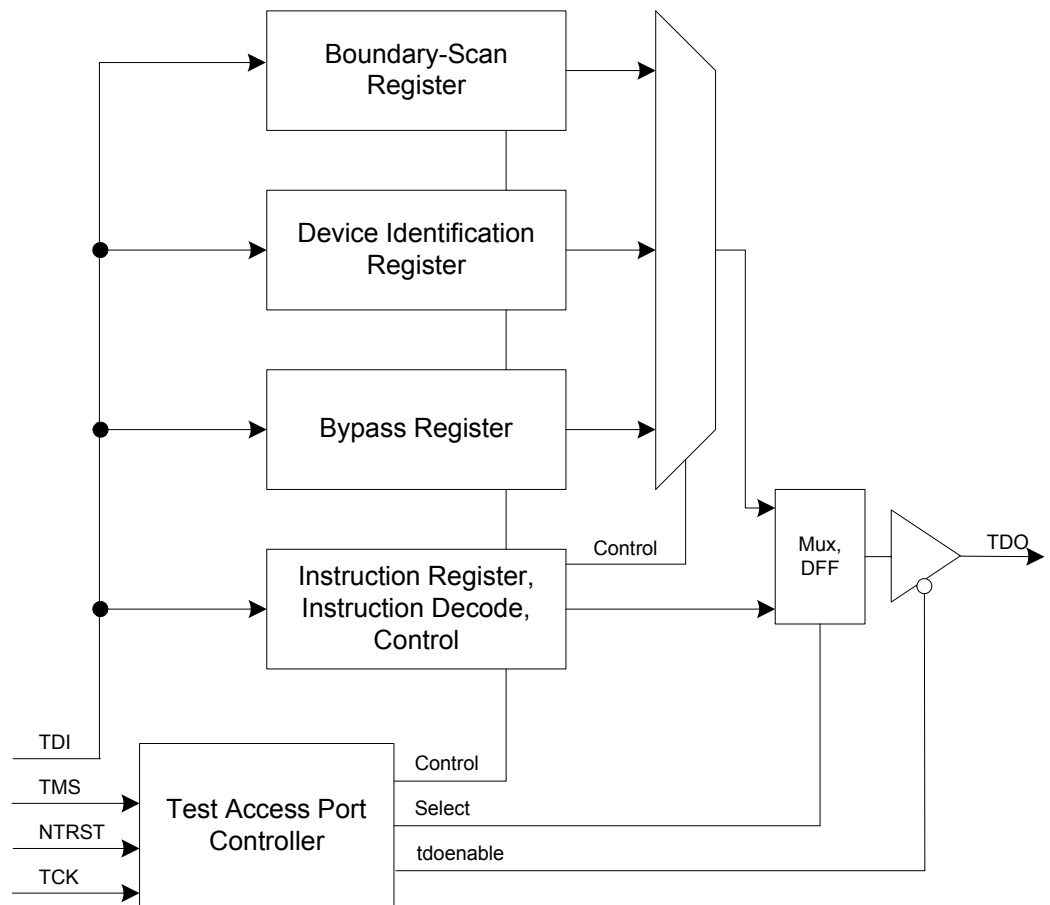 Boundary-Scan
Register
Device Identification
Register
Bypass Register
Control
Instruction Register,
Instruction Decode,
Control
Mux,
DFF
TDO
TDI
TMS
NTRST
TCK
Test Access Port
Controller
Control
Select
tdoenable